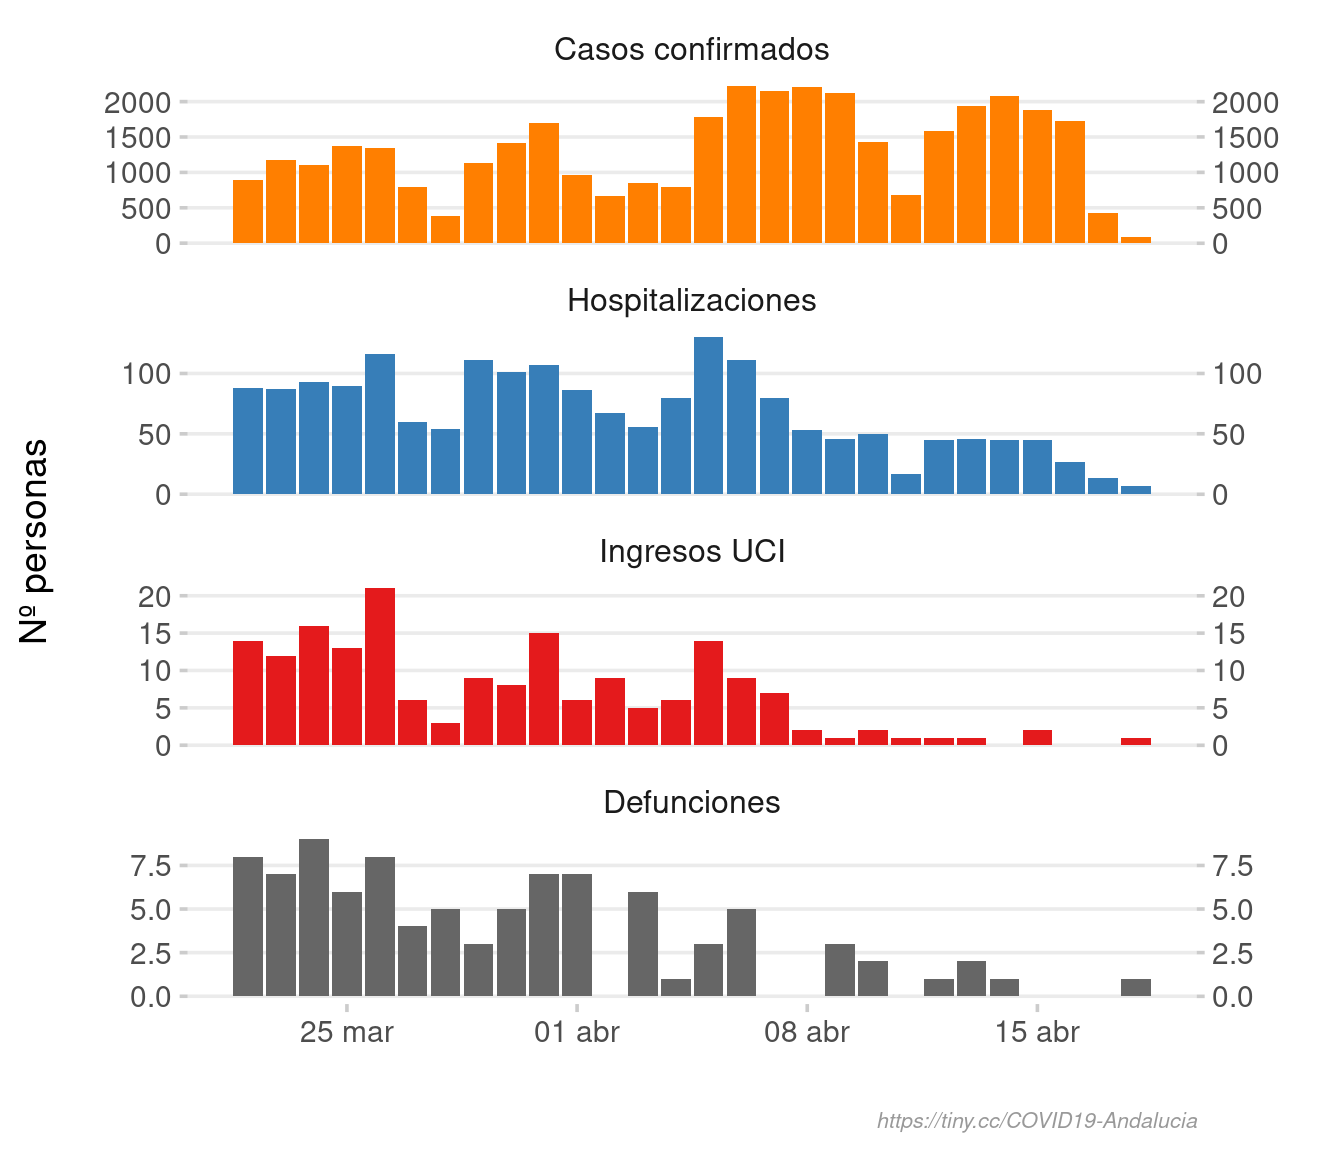 Casos confirmados
2000 2000
1500 1500
1000 1000
500 500
0 0
Hospitalizaciones
100 100
50 50
0 0
Nº personas
Ingresos UCI
20 20
15 15
10 10
5 5
0 0
Defunciones
7.5 7.5
5.0 5.0
2.5 2.5
0.0 0.0
25 mar 01 abr 08 abr 15 abr
https://tiny.cc/COVID19-Andalucia